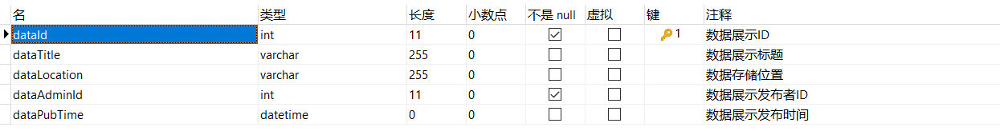 名 类型 长度 小数点 不是 null 虚拟 键 注释
dataId int 11 0 1 数据展示ID
dataTitle varchar 255 0 数据展示标题
dataLocation varchar 255 0 数据存储位置
dataAdminId int 11 0 数据展示发布者ID
dataPubTime datetime 0 0 数据展示发布时间